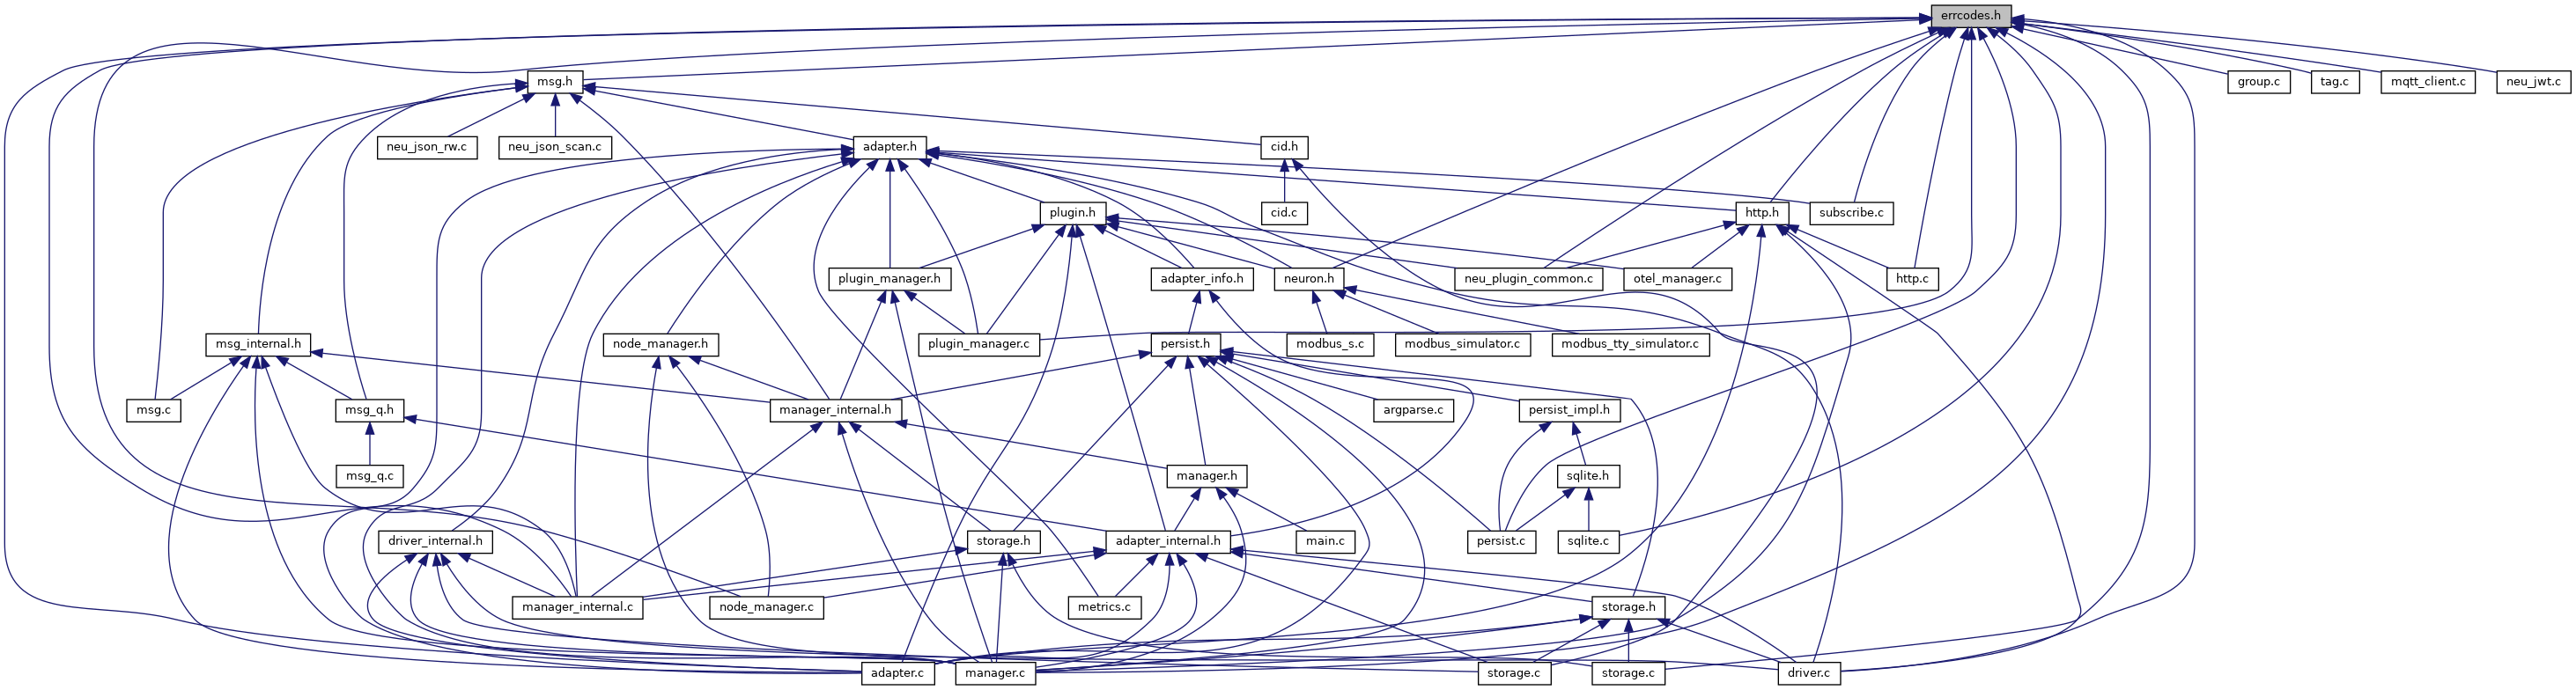 errcodes.h
msg.h
group.c
tag.c
mqtt_client.c
neu_jwt.c
neu_json_rw.c
neu_json_scan.c
adapter.h
cid.h
cid.c
plugin.h
http.h
subscribe.c
plugin_manager.h
adapter_info.h
neuron.h
neu_plugin_common.c
otel_manager.c
http.c
msg_internal.h
node_manager.h
plugin_manager.c
persist.h
modbus_s.c
modbus_simulator.c
modbus_tty_simulator.c
msg.c
msg_q.h
manager_internal.h
argparse.c
persist_impl.h
msg_q.c
manager.h
sqlite.h
driver_internal.h
storage.h
adapter_internal.h
main.c
persist.c
sqlite.c
manager_internal.c
node_manager.c
metrics.c
storage.h
adapter.c
manager.c
storage.c
storage.c
driver.c